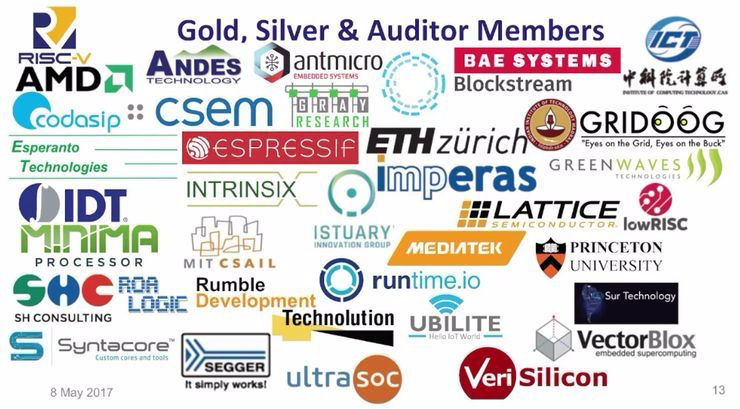 Gold, Silver & Auditor Members
RISC-V
AMD
ANDES
TECHNOLOGY
antmicro
EMBEDDED SYSTEMS
BAE SYSTEMS
Blockstream
ICT
中科院计算所
INSTITUTE OF COMPUTING TECHNOLOGY, CAS
codasip
csem
GRAY
RESEARCH
ESPRESSIF
ETH zürich
GRIDÕÕG
"Eyes on the Grid, Eyes on the Buck"
Esperanto
Technologies
imperas
GREENWAVES
TECHNOLOGIES
INTRINSIX
ISTUARY
INNOVATION GROUP
IDT
LATTICE
SEMICONDUCTOR
lowRISC
MINIMA
PROCESSOR
MIT CSAIL
MEDIATEK
PRINCETON
UNIVERSITY
SHC
SH CONSULTING
ROA
LOGIC
Rumble
Development
runtime.io
Sur Technology
Technolution
UBILITE
Hello IoT World
VectorBlox
embedded supercomputing
Syntacore
Custom cores and tools
SEGGER
It simply works!
ultrasoc
VeriSilicon
8 May 2017
13